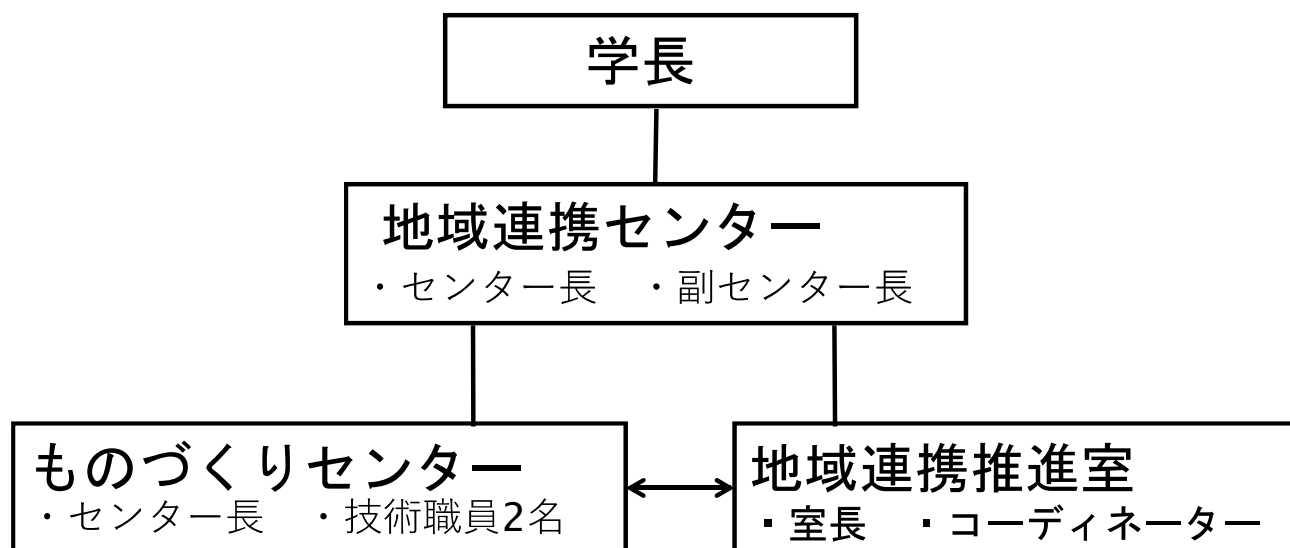 学長
地域連携センター
・センター長　・副センター長
ものづくりセンター
・センター長　・技術職員2名
地域連携推進室
・室長　・コーディネーター